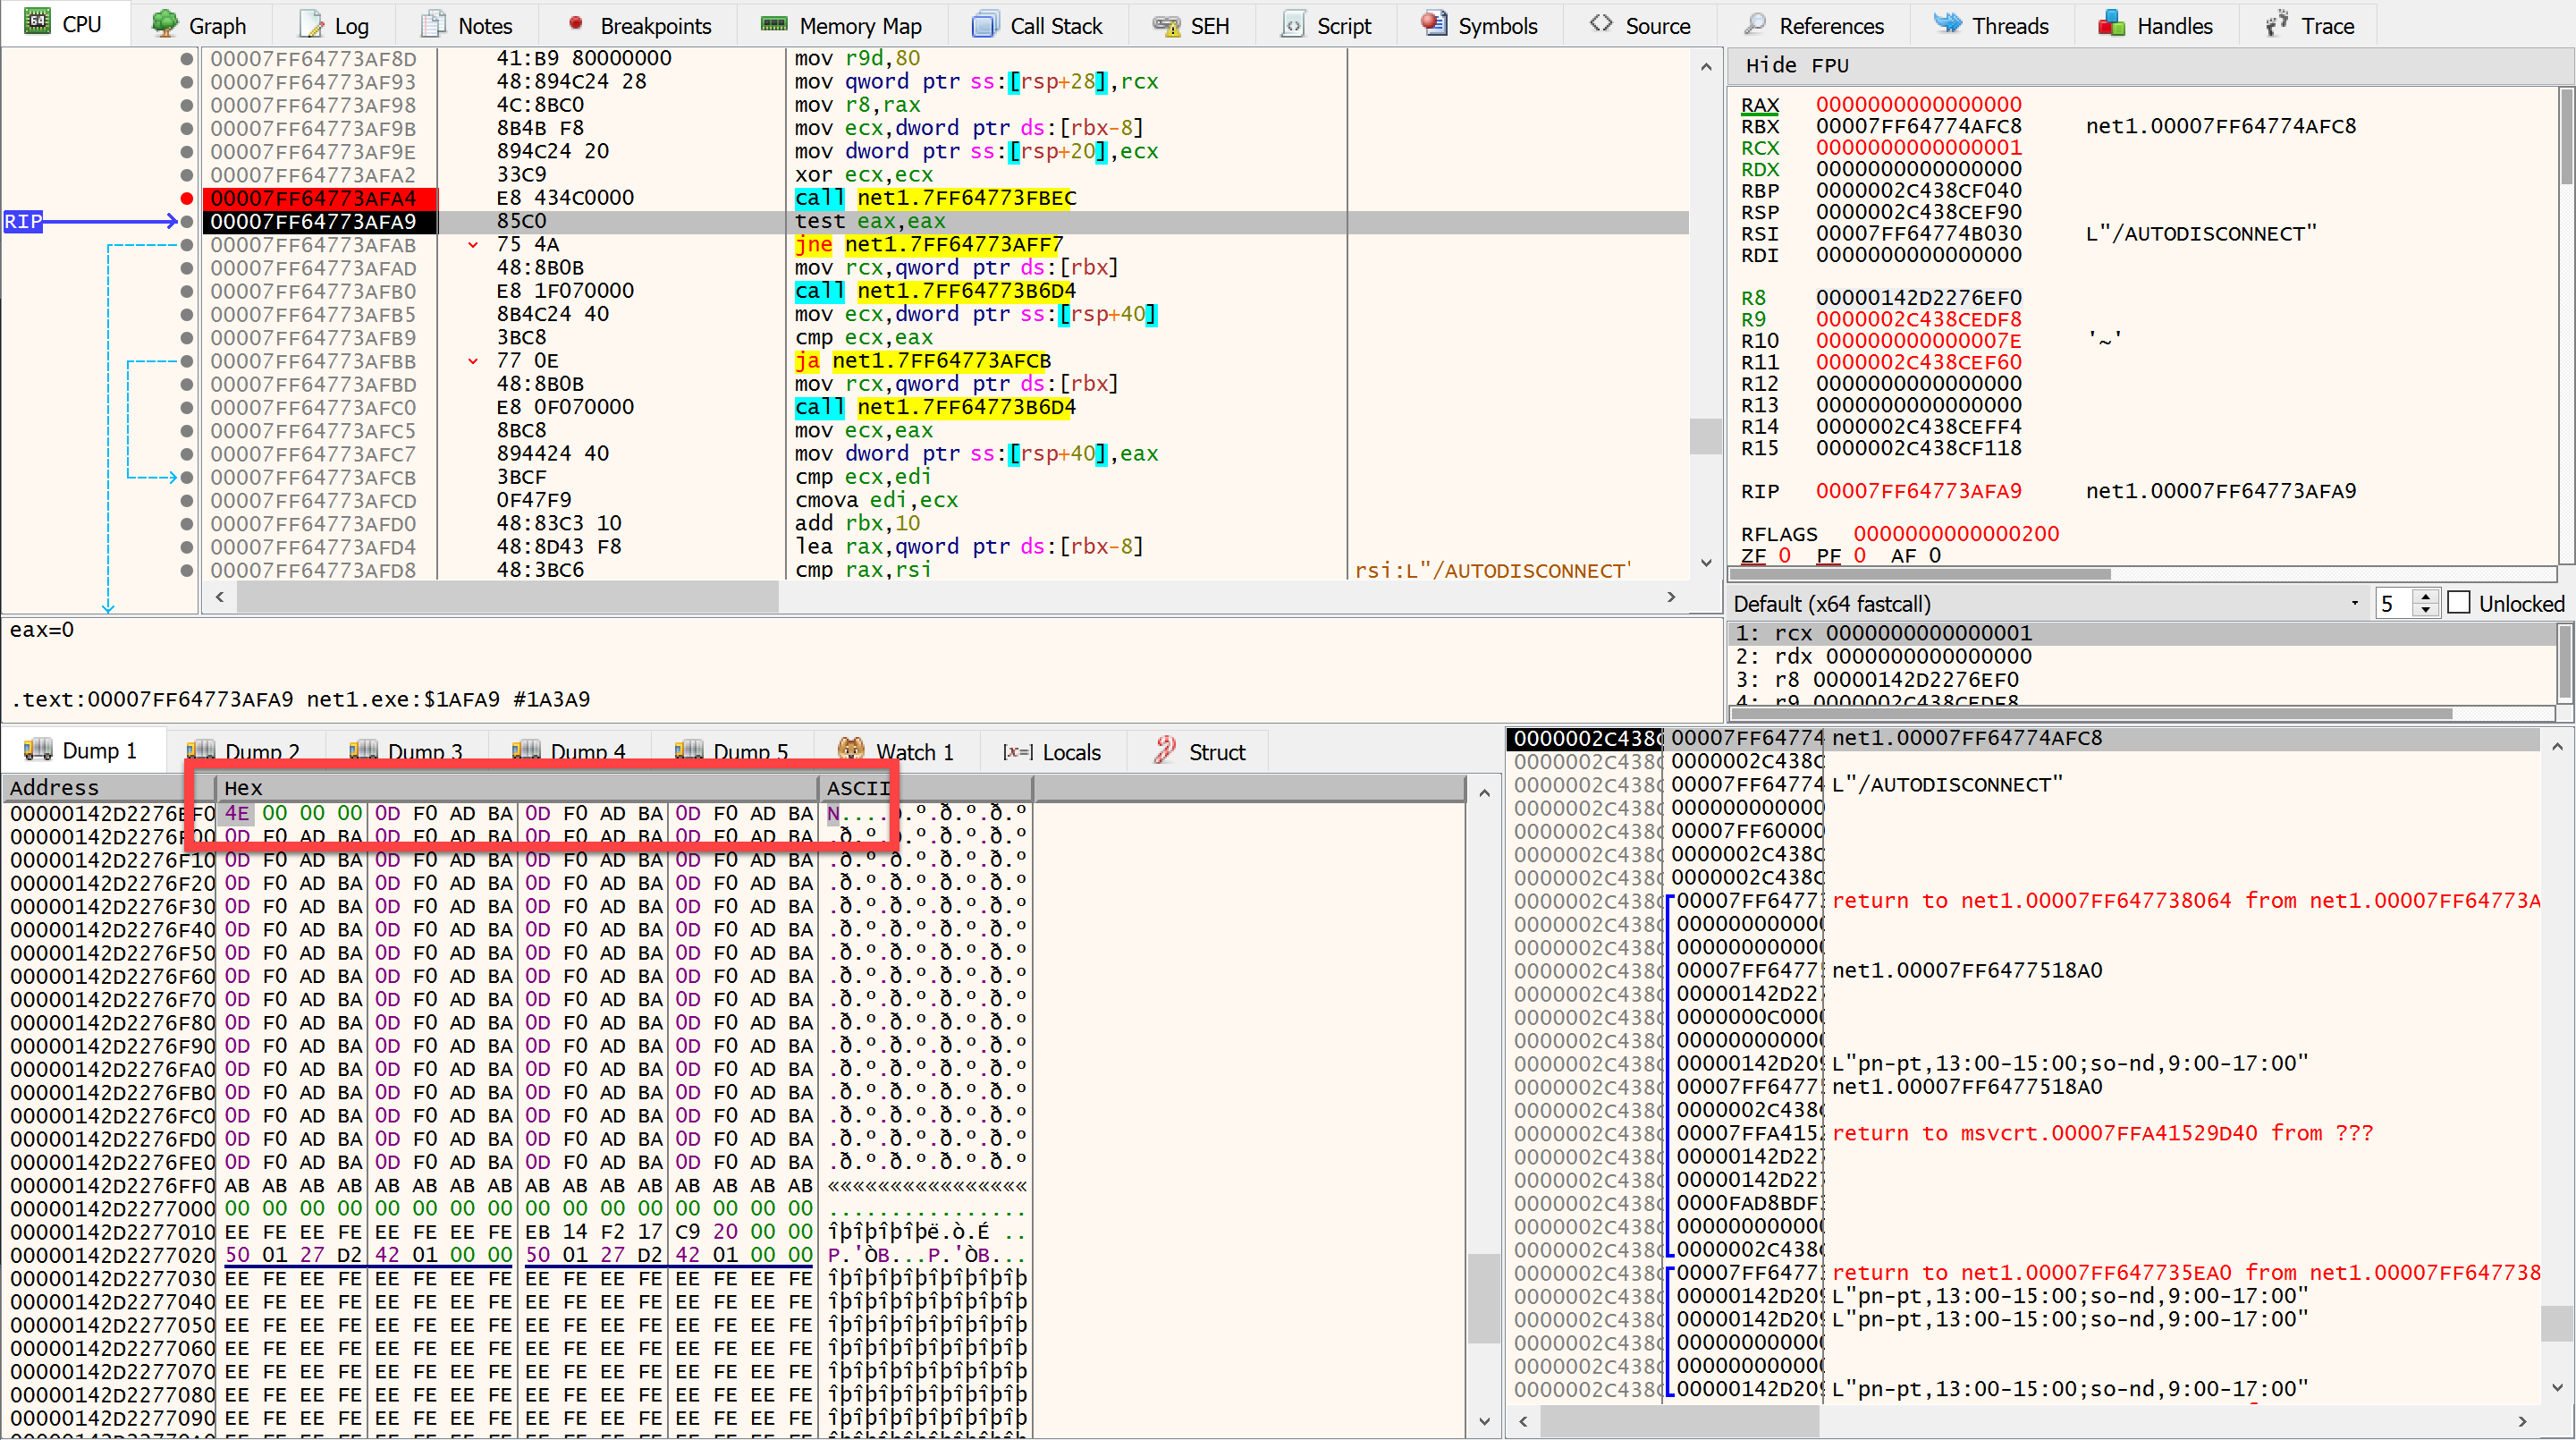 CPU Graph Log Notes Breakpoints Memory Map Call Stack SEH Script Symbols Source References Threads Handles Trace
00007FF64773AF8D 41:B9 80000000 mov r9d,80
00007FF64773AF93 48:894C24 28 mov qword ptr ss:[rsp+28],rcx
00007FF64773AF98 4C:8BC0 mov r8,rax
00007FF64773AF9B 8B4B F8 mov ecx,dword ptr ds:[rbx-8]
00007FF64773AF9E 894C24 20 mov dword ptr ss:[rsp+20],ecx
00007FF64773AFA2 33C9 xor ecx,ecx
00007FF64773AFA4 E8 434C0000 call net1.7FF64773FBEC
RIP 00007FF64773AFA9 85C0 test eax,eax
00007FF64773AFAB 75 4A jne net1.7FF64773AFF7
00007FF64773AFAD 48:8B0B mov rcx,qword ptr ds:[rbx]
00007FF64773AFB0 E8 1F070000 call net1.7FF64773B6D4
00007FF64773AFB5 8B4C24 40 mov ecx,dword ptr ss:[rsp+40]
00007FF64773AFB9 3BC8 cmp ecx,eax
00007FF64773AFBB 77 0E ja net1.7FF64773AFCB
00007FF64773AFBD 48:8B0B mov rcx,qword ptr ds:[rbx]
00007FF64773AFC0 E8 0F070000 call net1.7FF64773B6D4
00007FF64773AFC5 8BC8 mov ecx,eax
00007FF64773AFC7 894424 40 mov dword ptr ss:[rsp+40],eax
00007FF64773AFCB 3BCF cmp ecx,edi
00007FF64773AFCD 0F47F9 cmova edi,ecx
00007FF64773AFD0 48:83C3 10 add rbx,10
00007FF64773AFD4 48:8D43 F8 lea rax,qword ptr ds:[rbx-8]
00007FF64773AFD8 48:3BC6 cmp rax,rsi rsi:L"/AUTODISCONNECT'
Hide FPU
RAX 0000000000000000
RBX 00007FF64774AFC8 net1.00007FF64774AFC8
RCX 0000000000000001
RDX 0000000000000000
RBP 0000002C438CF040
RSP 0000002C438CEF90
RSI 00007FF64774B030 L"/AUTODISCONNECT"
RDI 0000000000000000
R8 00000142D2276EF0
R9 0000002C438CEDF8
R10 000000000000007E '~'
R11 0000002C438CEF60
R12 0000000000000000
R13 0000000000000000
R14 0000002C438CEFF4
R15 0000002C438CF118
RIP 00007FF64773AFA9 net1.00007FF64773AFA9
RFLAGS 0000000000000200
ZF 0 PF 0 AF 0
Default (x64 fastcall) 5 Unlocked
1: rcx 0000000000000001
2: rdx 0000000000000000
3: r8 00000142D2276EF0
4: r9 0000002C438CEDF8
eax=0
.text:00007FF64773AFA9 net1.exe:$1AFA9 #1A3A9
Dump 1 Dump 2 Dump 3 Dump 4 Dump 5 Watch 1 [x=] Locals Struct
Address Hex ASCII
00000142D2276EF0 4E 00 00 00 0D F0 AD BA 0D F0 AD BA 0D F0 AD BA N.....º.ð.º.ð.º
00000142D2276F00 0D F0 AD BA 0D F0 AD BA 0D F0 AD BA 0D F0 AD BA .ð.º.ð.º.ð.º.ð.º
00000142D2276F10 0D F0 AD BA 0D F0 AD BA 0D F0 AD BA 0D F0 AD BA .ð.º.ð.º.ð.º.ð.º
00000142D2276F20 0D F0 AD BA 0D F0 AD BA 0D F0 AD BA 0D F0 AD BA .ð.º.ð.º.ð.º.ð.º
00000142D2276F30 0D F0 AD BA 0D F0 AD BA 0D F0 AD BA 0D F0 AD BA .ð.º.ð.º.ð.º.ð.º
00000142D2276F40 0D F0 AD BA 0D F0 AD BA 0D F0 AD BA 0D F0 AD BA .ð.º.ð.º.ð.º.ð.º
00000142D2276F50 0D F0 AD BA 0D F0 AD BA 0D F0 AD BA 0D F0 AD BA .ð.º.ð.º.ð.º.ð.º
00000142D2276F60 0D F0 AD BA 0D F0 AD BA 0D F0 AD BA 0D F0 AD BA .ð.º.ð.º.ð.º.ð.º
00000142D2276F70 0D F0 AD BA 0D F0 AD BA 0D F0 AD BA 0D F0 AD BA .ð.º.ð.º.ð.º.ð.º
00000142D2276F80 0D F0 AD BA 0D F0 AD BA 0D F0 AD BA 0D F0 AD BA .ð.º.ð.º.ð.º.ð.º
00000142D2276F90 0D F0 AD BA 0D F0 AD BA 0D F0 AD BA 0D F0 AD BA .ð.º.ð.º.ð.º.ð.º
00000142D2276FA0 0D F0 AD BA 0D F0 AD BA 0D F0 AD BA 0D F0 AD BA .ð.º.ð.º.ð.º.ð.º
00000142D2276FB0 0D F0 AD BA 0D F0 AD BA 0D F0 AD BA 0D F0 AD BA .ð.º.ð.º.ð.º.ð.º
00000142D2276FC0 0D F0 AD BA 0D F0 AD BA 0D F0 AD BA 0D F0 AD BA .ð.º.ð.º.ð.º.ð.º
00000142D2276FD0 0D F0 AD BA 0D F0 AD BA 0D F0 AD BA 0D F0 AD BA .ð.º.ð.º.ð.º.ð.º
00000142D2276FE0 0D F0 AD BA 0D F0 AD BA 0D F0 AD BA 0D F0 AD BA .ð.º.ð.º.ð.º.ð.º
00000142D2276FF0 AB AB AB AB AB AB AB AB AB AB AB AB AB AB AB AB ««««««««««««««««
00000142D2277000 00 00 00 00 00 00 00 00 00 00 00 00 00 00 00 00 ................
00000142D2277010 EE FE EE FE EE FE EE FE EB 14 F2 17 C9 20 00 00 îþîþîþîþë.ò.É ..
00000142D2277020 50 01 27 D2 42 01 00 00 50 01 27 D2 42 01 00 00 P.'ÒB...P.'ÒB...
00000142D2277030 EE FE EE FE EE FE EE FE EE FE EE FE EE FE EE FE îþîþîþîþîþîþîþîþ
00000142D2277040 EE FE EE FE EE FE EE FE EE FE EE FE EE FE EE FE îþîþîþîþîþîþîþîþ
00000142D2277050 EE FE EE FE EE FE EE FE EE FE EE FE EE FE EE FE îþîþîþîþîþîþîþîþ
00000142D2277060 EE FE EE FE EE FE EE FE EE FE EE FE EE FE EE FE îþîþîþîþîþîþîþîþ
00000142D2277070 EE FE EE FE EE FE EE FE EE FE EE FE EE FE EE FE îþîþîþîþîþîþîþîþ
00000142D2277080 EE FE EE FE EE FE EE FE EE FE EE FE EE FE EE FE îþîþîþîþîþîþîþîþ
00000142D2277090 EE FE EE FE EE FE EE FE EE FE EE FE EE FE EE FE îþîþîþîþîþîþîþîþ
0000002C438C 00007FF64774 net1.00007FF64774AFC8
0000002C438C 0000002C438C
0000002C438C 00007FF64774 L"/AUTODISCONNECT"
0000002C438C 000000000000
0000002C438C 00007FF60000
0000002C438C 0000002C438C
0000002C438C 0000002C438C
0000002C438C 00007FF6477 return to net1.00007FF647738064 from net1.00007FF64773A
0000002C438C 00000000000
0000002C438C 00000000000
0000002C438C 00007FF6477 net1.00007FF6477518A0
0000002C438C 00000142D22
0000002C438C 0000000C000
0000002C438C 00000000000
0000002C438C 00000142D20 L"pn-pt,13:00-15:00;so-nd,9:00-17:00"
0000002C438C 00007FF6477 net1.00007FF6477518A0
0000002C438C 0000002C438
0000002C438C 00007FFA415 return to msvcrt.00007FFA41529D40 from ???
0000002C438C 00000142D22
0000002C438C 00000142D22
0000002C438C 0000FAD8BDF
0000002C438C 00000000000
0000002C438C 0000002C438
0000002C438C 00007FF6477 return to net1.00007FF647735EA0 from net1.00007FF647738
0000002C438C 00000142D20 L"pn-pt,13:00-15:00;so-nd,9:00-17:00"
0000002C438C 00000142D20 L"pn-pt,13:00-15:00;so-nd,9:00-17:00"
0000002C438C 00000000000
0000002C438C 00000000000
0000002C438C 00000142D20 L"pn-pt,13:00-15:00;so-nd,9:00-17:00"